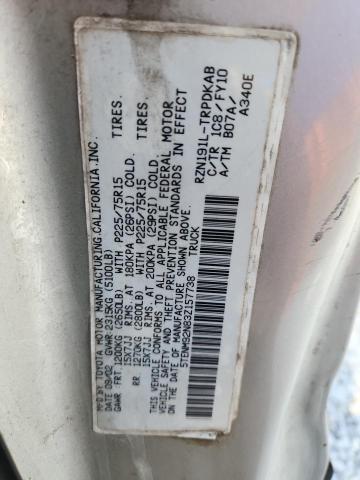 MFD BY TOYOTA MOTOR MANUFACTURING,CALIFORNIA,INC.
DATE 09/02 GVWR 2315KG(5100LB)
GAWR FRT. 1200KG(2650LB) WITH P225/75R15 TIRES.
15X7JJ RIMS. AT 180KPA(26PSI) COLD.
RR. 1270KG(2800LB) WITH P225/75R15 TIRES.
15X7JJ RIMS. AT 200KPA(29PSI) COLD.
THIS VEHICLE CONFORMS TO ALL APPLICABLE FEDERAL MOTOR
VEHICLE SAFETY AND THEFT PREVENTION STANDARDS IN EFFECT
ON THE DATE OF MANUFACTURE SHOWN ABOVE.
5TENM92N83Z157738 TRUCK
RZN191L-TRPDKAB
C/TR 1C8/FY10
A/TM B07A/
A340E